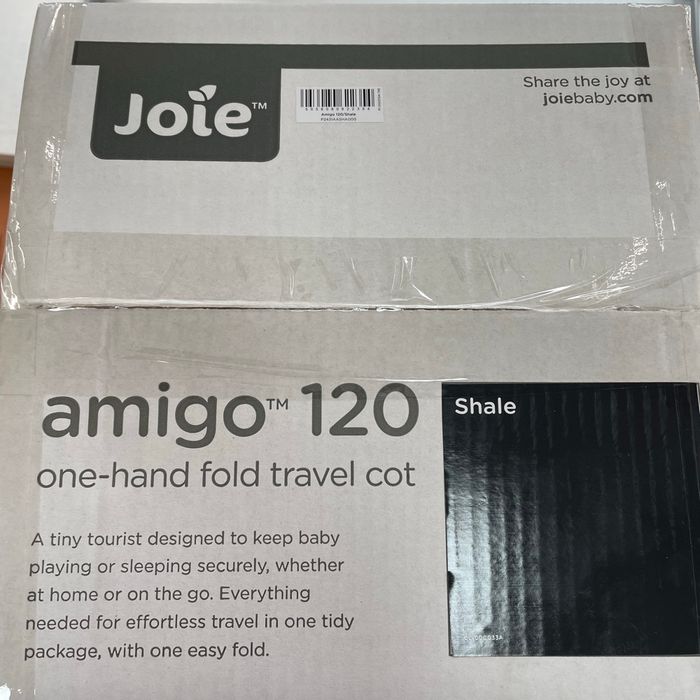 Joie™
Amigo 120/Shale
Share the joy at
joiebaby.com
amigo™ 120
one-hand fold travel cot
Shale
A tiny tourist designed to keep baby
playing or sleeping securely, whether
at home or on the go. Everything
needed for effortless travel in one tidy
package, with one easy fold.